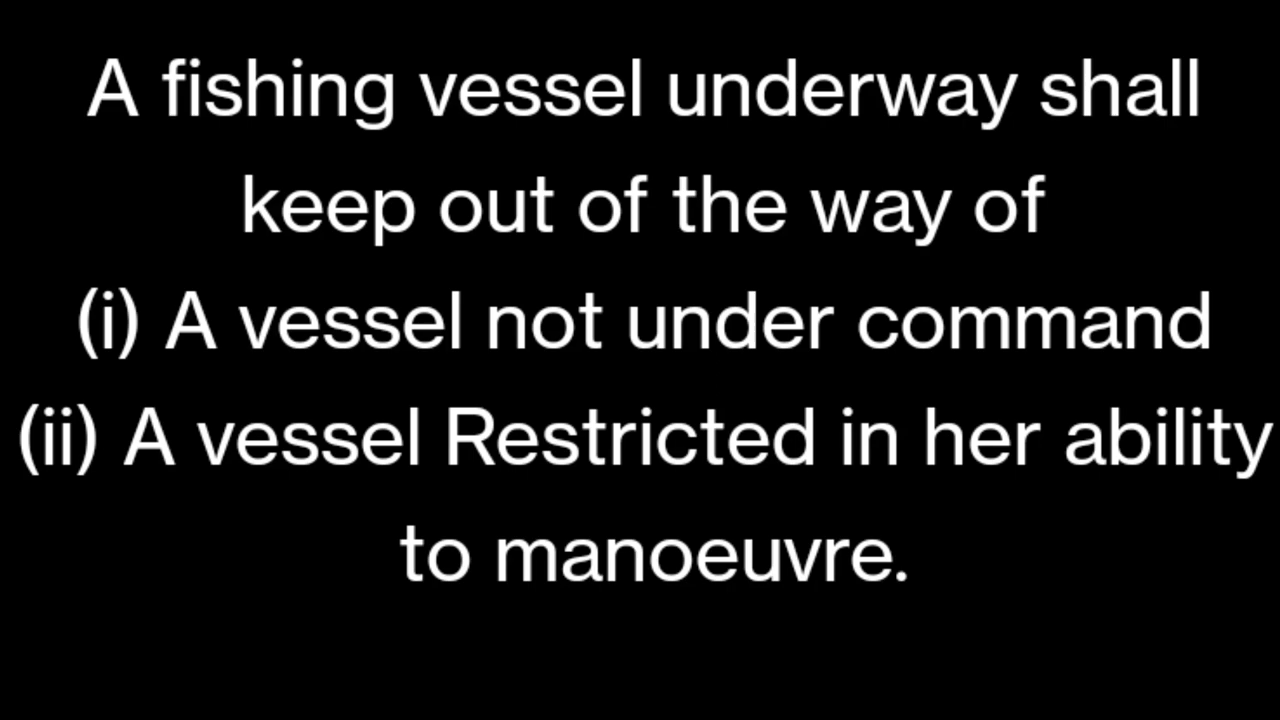 A fishing vessel underway shall
keep out of the way of
(i) A vessel not under command
(ii) A vessel Restricted in her ability
to manoeuvre.